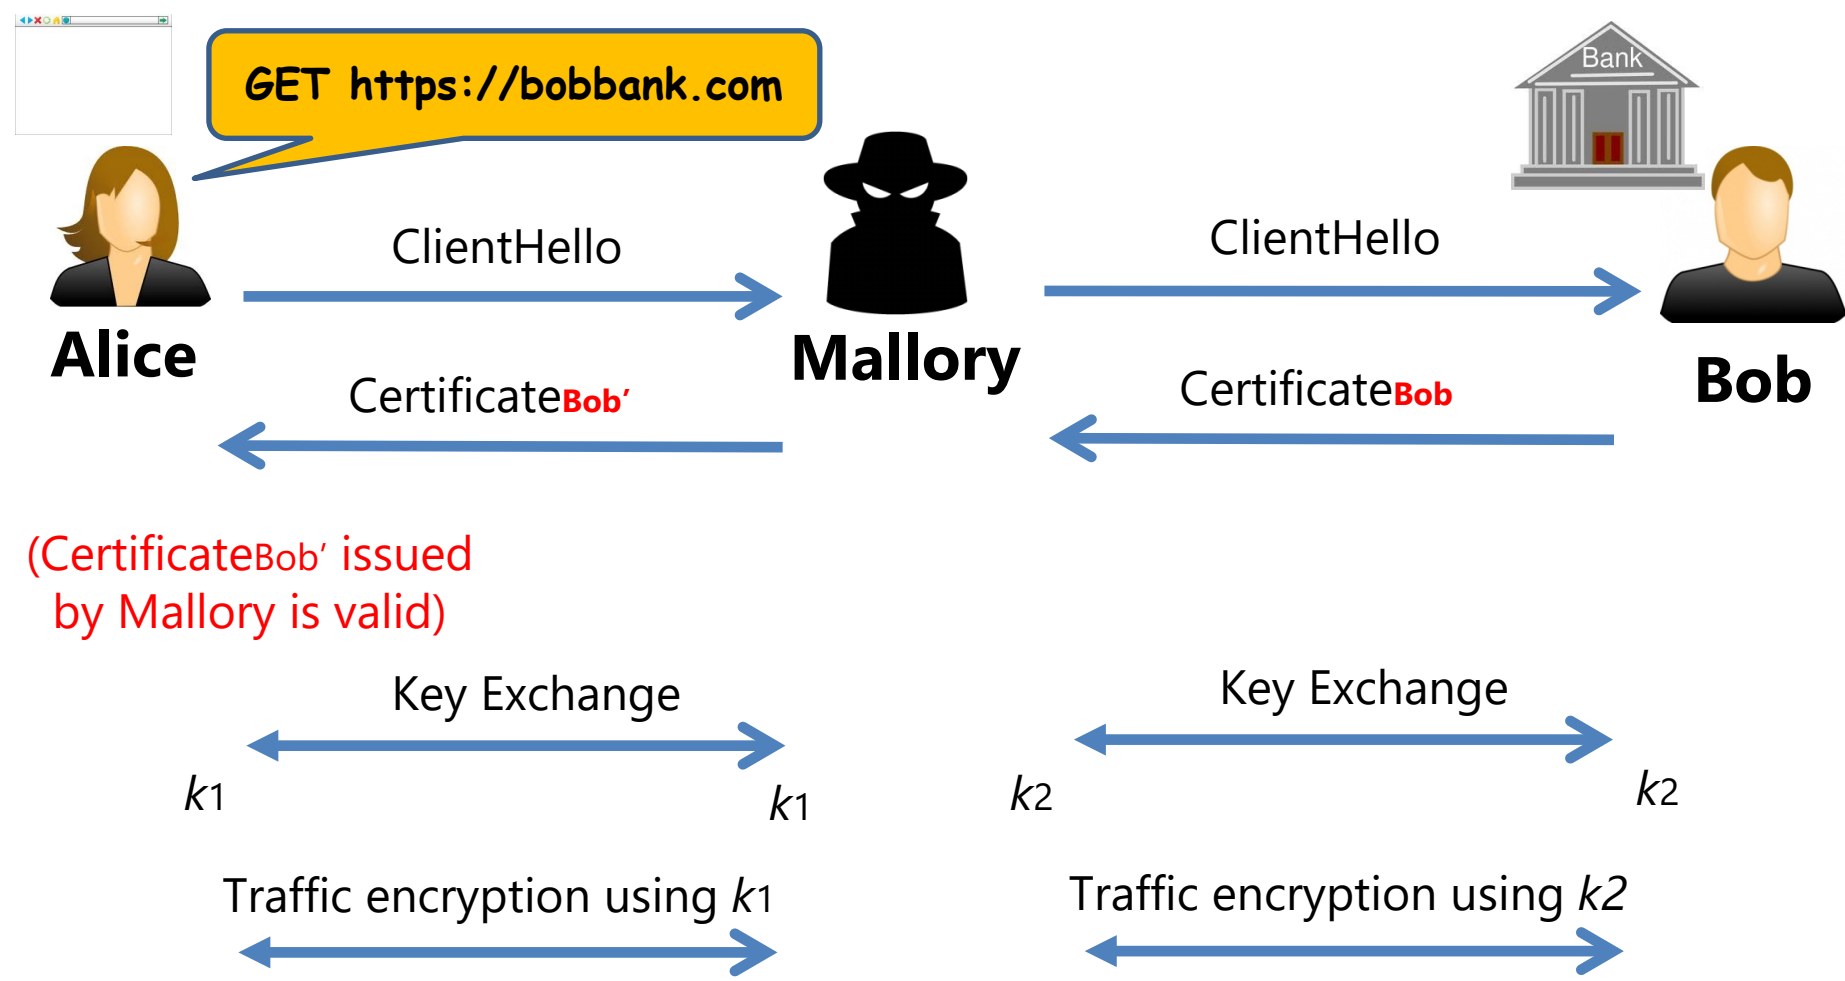 GET https://bobbank.com
Bank
ClientHello
ClientHello
Alice
Mallory
Bob
CertificateBob’
CertificateBob
(CertificateBob’ issued
by Mallory is valid)
Key Exchange
Key Exchange
k1
k1
k2
k2
Traffic encryption using k1
Traffic encryption using k2